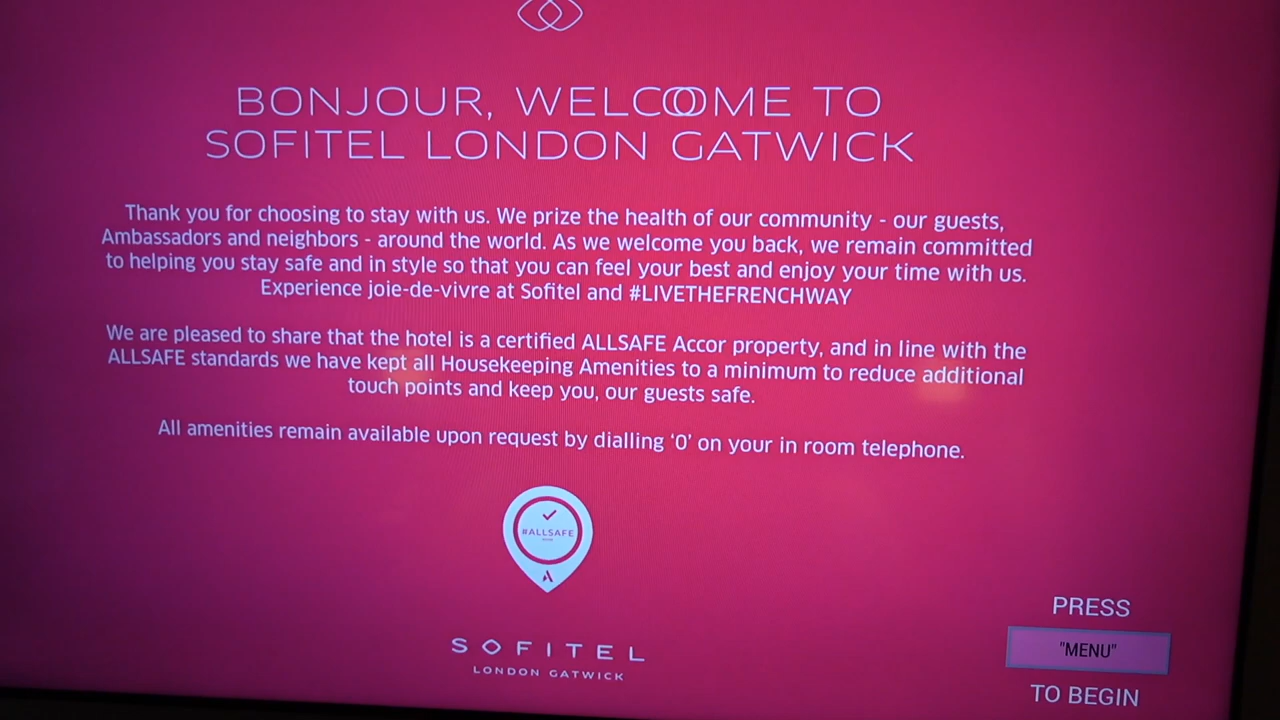 BONJOUR, WELCOME TO
SOFITEL LONDON GATWICK
Thank you for choosing to stay with us. We prize the health of our community - our guests,
Ambassadors and neighbors - around the world. As we welcome you back, we remain committed
to helping you stay safe and in style so that you can feel your best and enjoy your time with us.
Experience joie-de-vivre at Sofitel and #LIVETHEFRENCHWAY
We are pleased to share that the hotel is a certified ALLSAFE Accor property, and in line with the
ALLSAFE standards we have kept all Housekeeping Amenities to a minimum to reduce additional
touch points and keep you, our guests safe.
All amenities remain available upon request by dialling ‘0’ on your in room telephone.
#ALLSAFE
SOFITEL
LONDON GATWICK
PRESS
"MENU"
TO BEGIN